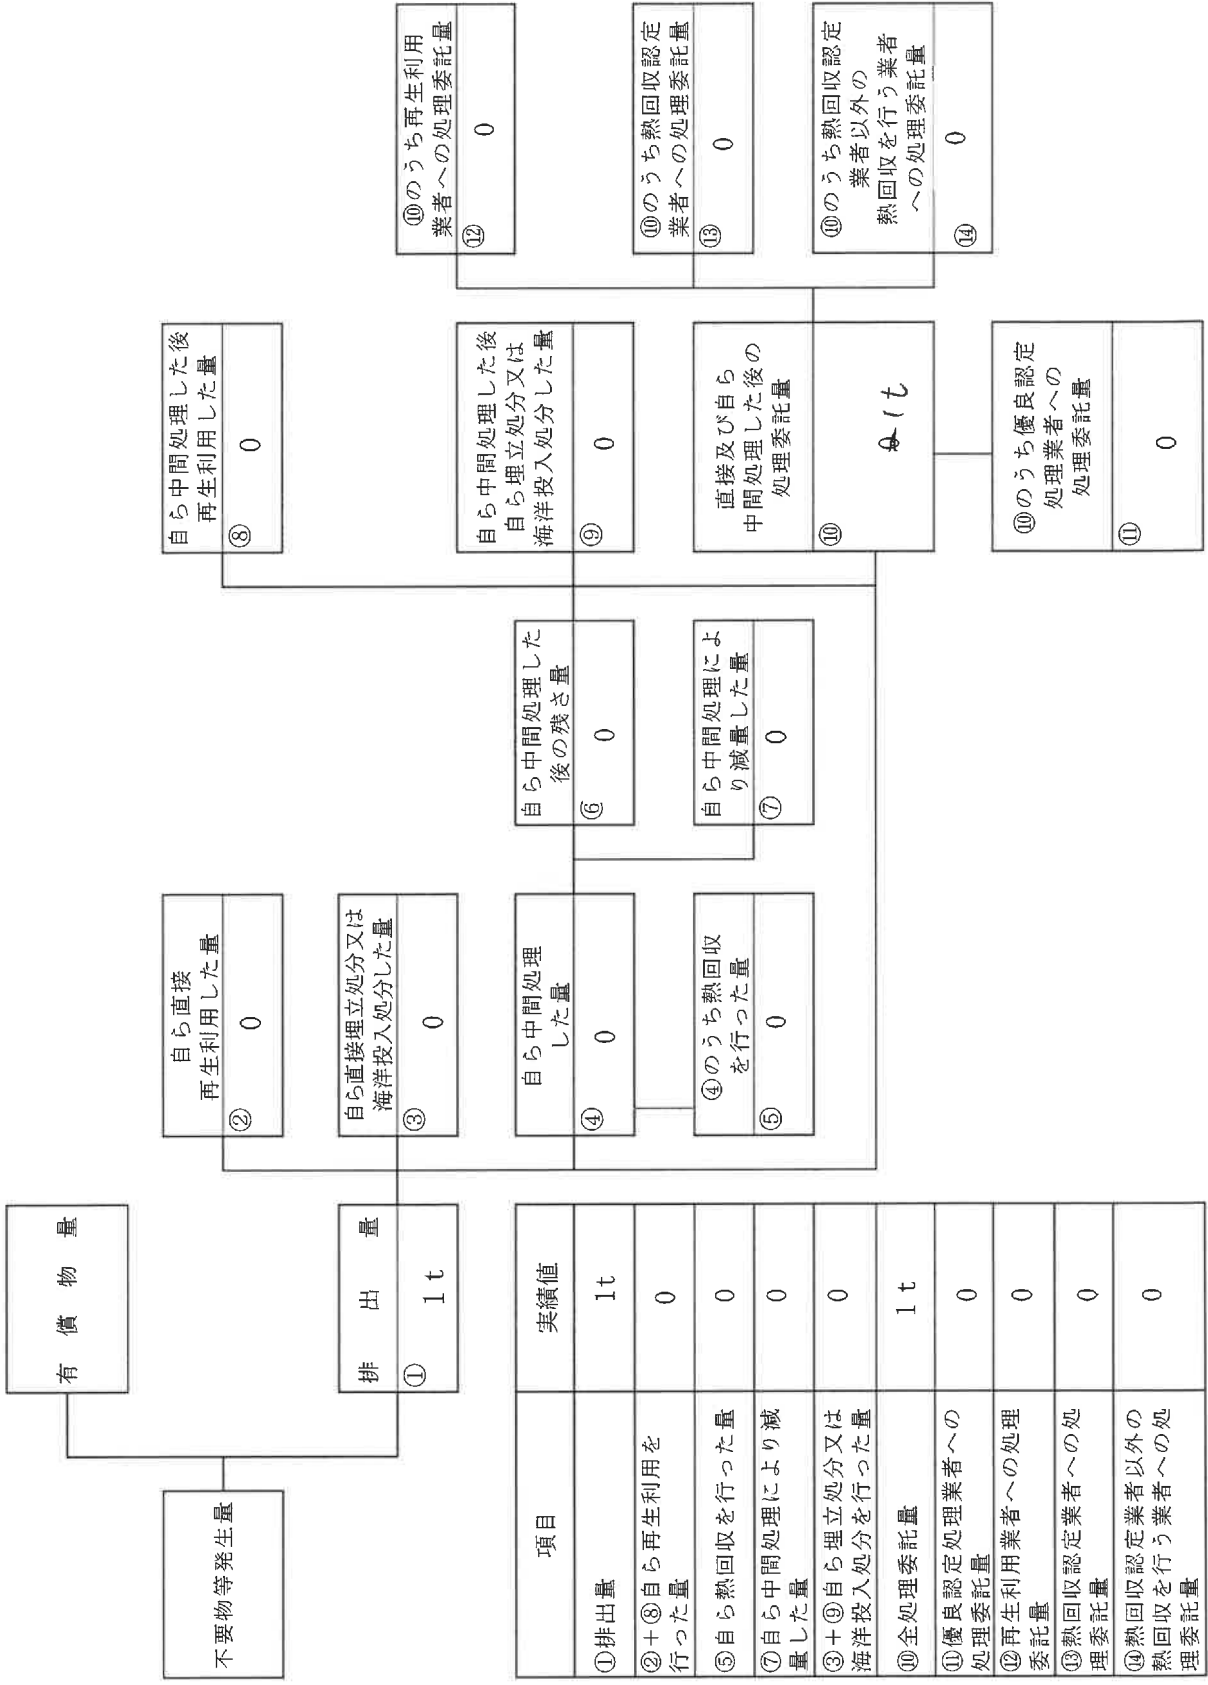 不要物等発生量
有償物量
排出量
①
1t
自ら直接
再生利用した量
②
0
自ら直接埋立処分又は
海洋投入処分した量
③
0
自ら中間処理
した量
④
0
④のうち熱回収
を行った量
⑤
0
自ら中間処理した
後の残さ量
⑥
0
自ら中間処理によ
り減量した量
⑦
0
自ら中間処理した後
再生利用した量
⑧
0
自ら中間処理した後
自ら埋立処分又は
海洋投入処分した量
⑨
0
直接及び自ら
中間処理した後の
処理委託量
⑩
1t
⑩のうち優良認定
処理業者への
処理委託量
⑪
0
⑩のうち再生利用
業者への処理委託量
⑫
0
⑩のうち熱回収認定
業者への処理委託量
⑬
0
⑩のうち熱回収認定
業者以外の
熱回収を行う業者
への処理委託量
⑭
0
項目 実績値
①排出量 1t
②+⑧自ら再生利用を
行った量 0
⑤自ら熱回収を行った量 0
⑦自ら中間処理により減
量した量 0
③+⑨自ら埋立処分又は
海洋投入処分を行った量 0
⑩全処理委託量 1t
⑪優良認定処理業者への
処理委託量 0
⑫再生利用業者への処理
委託量 0
⑬熱回収認定業者への処
理委託量 0
⑭熱回収認定業者以外の
熱回収を行う業者への処
理委託量 0